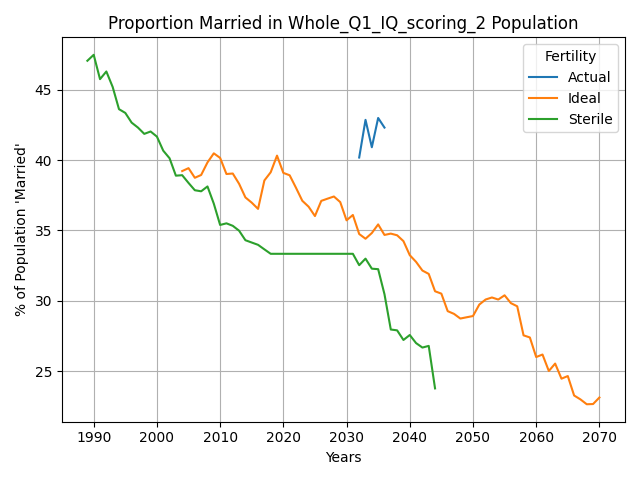 Proportion Married in Whole_Q1_IQ_scoring_2 Population
Fertility
Actual
Ideal
Sterile
% of Population 'Married'
45
40
35
30
25
1990 2000 2010 2020 2030 2040 2050 2060 2070
Years